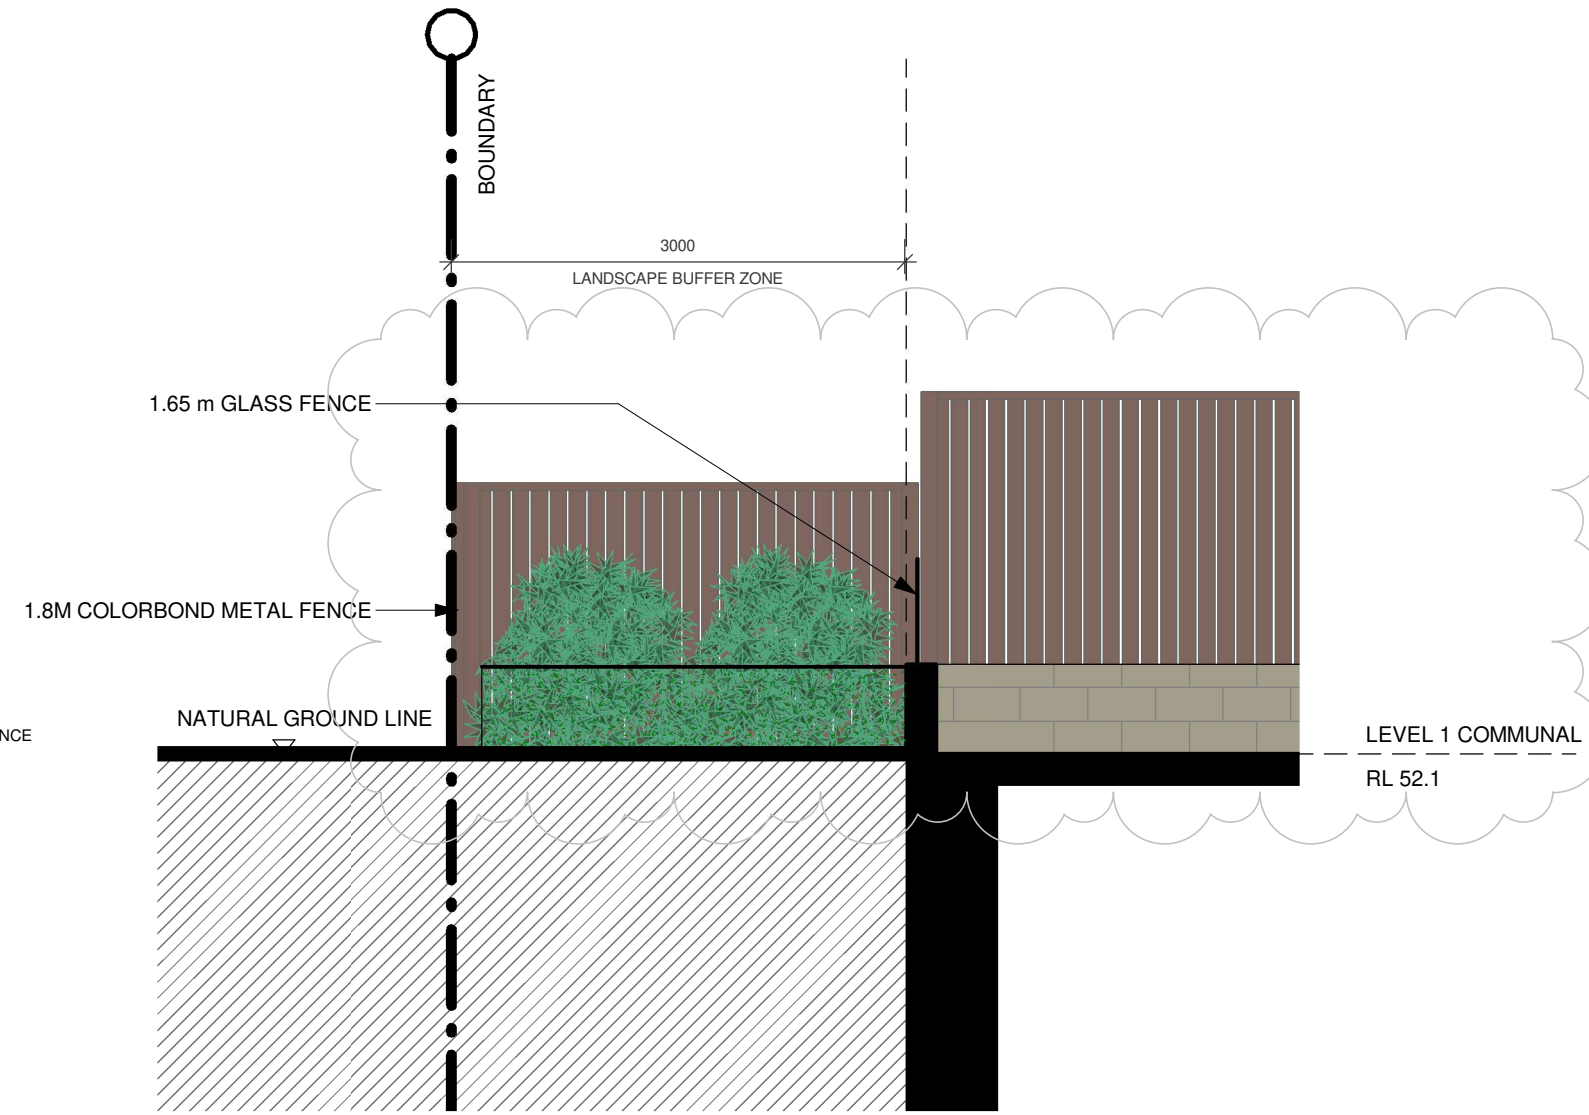 BOUNDARY
3000
LANDSCAPE BUFFER ZONE
1.65 m GLASS FENCE
1.8M COLORBOND METAL FENCE
NATURAL GROUND LINE
NCE
LEVEL 1 COMMUNAL
RL 52.1